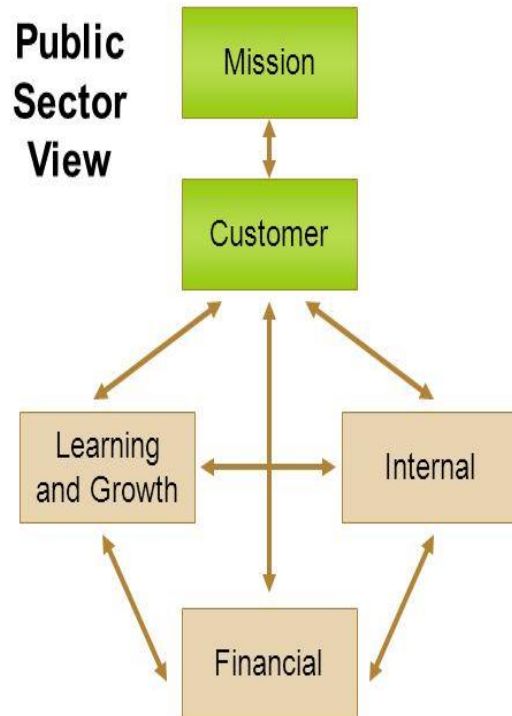 Public
Sector
View
Mission
Customer
Learning
and Growth
Internal
Financial